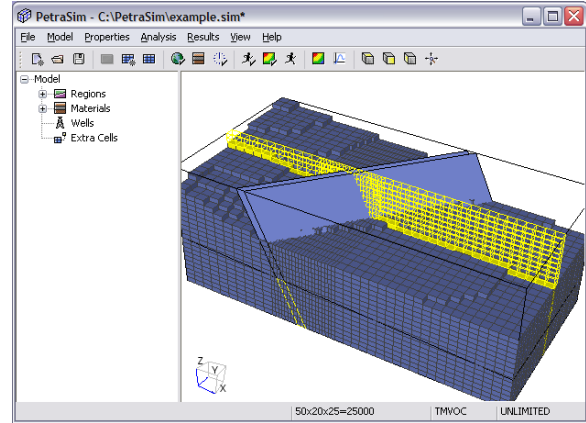 PetraSim - C:\PetraSim\example.sim*
File Model Properties Analysis Results View Help
Model
Regions
Materials
Wells
Extra Cells
Z
Y
X
50x20x25=25000 TMVOC UNLIMITED